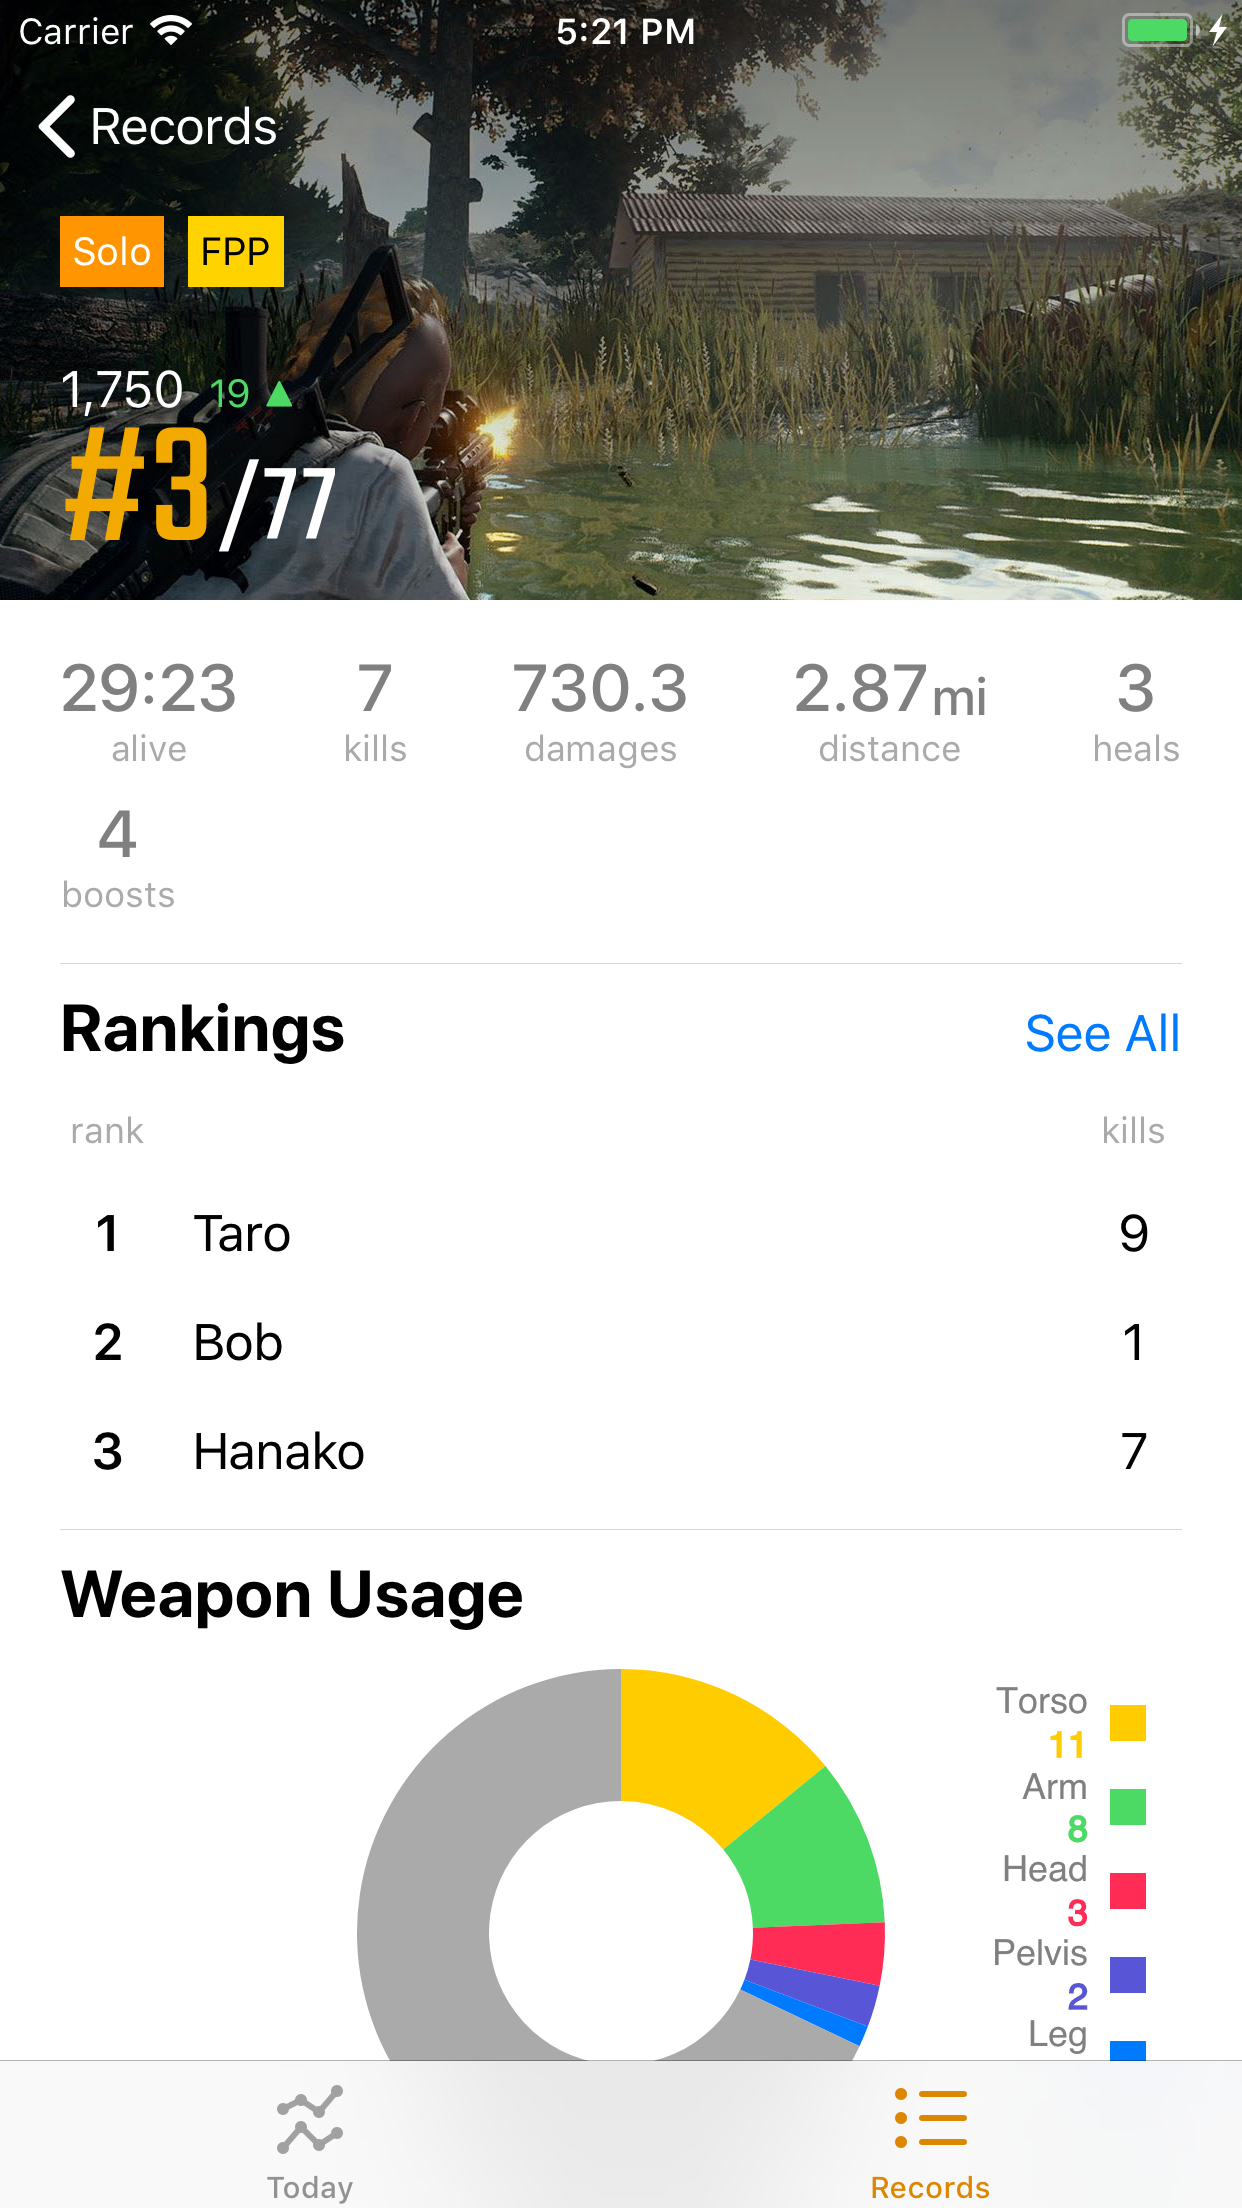 Carrier 5:21 PM
Records
Solo FPP
1,750 19 ▲
#3/77
29:23 7 730.3 2.87mi 3
alive kills damages distance heals
4
boosts
Rankings See All
rank kills
1 Taro 9
2 Bob 1
3 Hanako 7
Weapon Usage
Torso
11
Arm
8
Head
3
Pelvis
2
Leg
Today Records